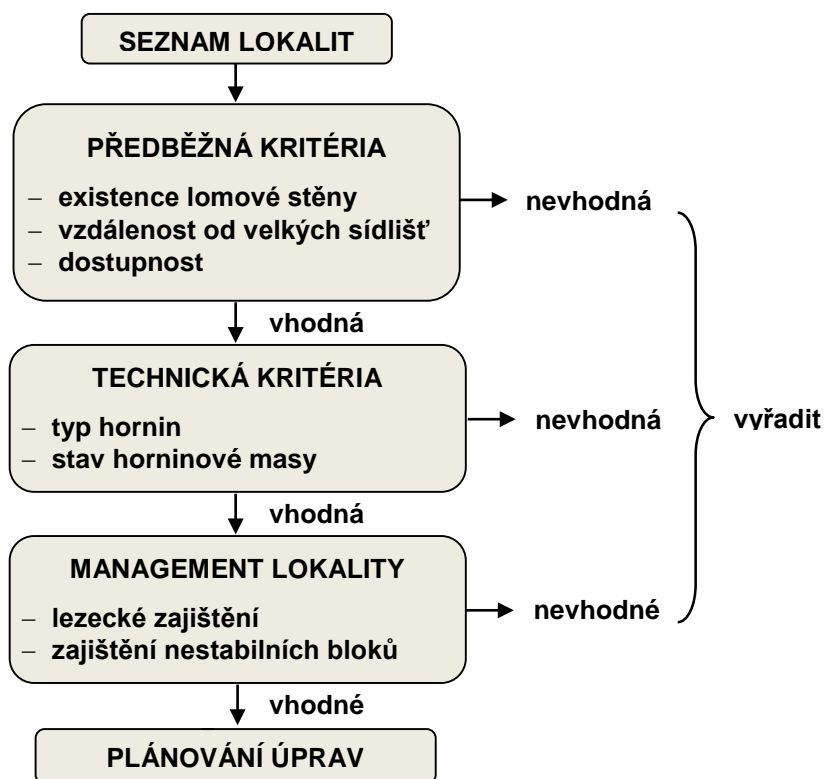 SEZNAM LOKALIT
PŘEDBĚŽNÁ KRITÉRIA
– existence lomové stěny
– vzdálenost od velkých sídlišť
– dostupnost
nevhodná
vhodná
TECHNICKÁ KRITÉRIA
– typ hornin
– stav horninové masy
nevhodná
vyřadit
vhodná
MANAGEMENT LOKALITY
– lezecké zajištění
– zajištění nestabilních bloků
nevhodné
vhodné
PLÁNOVÁNÍ ÚPRAV